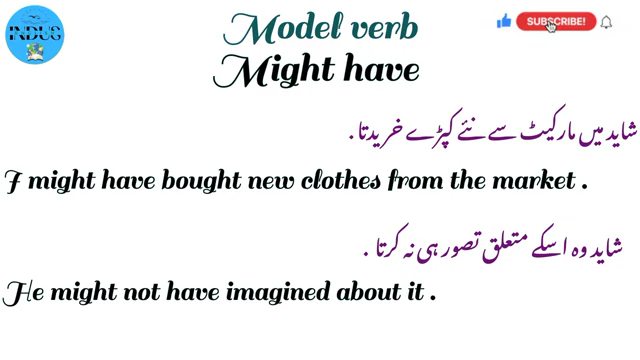 INDUS
Model verb
SUBSCRIBE!
Might have
شاید میں مارکیٹ سے نئے کپڑے خریدتا.
I might have bought new clothes from the market .
شاید وہ اسکے متعلق تصور ہی نہ کرتا .
He might not have imagined about it .